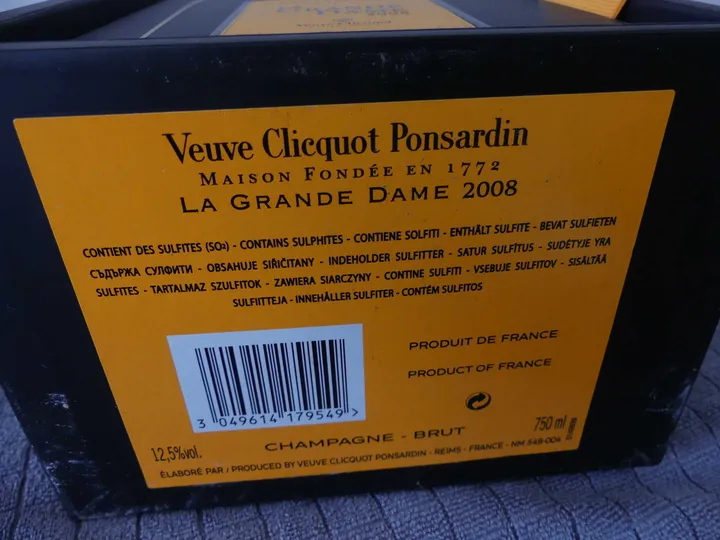 Veuve Clicquot
Veuve Clicquot Ponsardin
MAISON FONDÉE EN 1772
LA GRANDE DAME 2008
CONTIENT DES SULFITES (SO2) - CONTAINS SULPHITES - CONTIENE SOLFITI - ENTHÄLT SULFITE - BEVAT SULFIETEN
СЪДЪРЖА СУЛФИТИ - OBSAHUJE SIŘIČITANY - INDEHOLDER SULFITTER - SATUR SULFĪTUS - SUDĖTYJE YRA
SULFITES - TARTALMAZ SZULFITOK - ZAWIERA SIARCZYNY - CONTINE SULFITI - VSEBUJE SULFITOV - SISÄLTÄÄ
SULFIITTEJA - INNEHÅLLER SULFITER - CONTÉM SULFITOS
PRODUIT DE FRANCE
PRODUCT OF FRANCE
3 049614 179549 >
12,5%vol.
CHAMPAGNE - BRUT
750 ml
ÉLABORÉ PAR / PRODUCED BY VEUVE CLICQUOT PONSARDIN - REIMS - FRANCE - NM 548-004